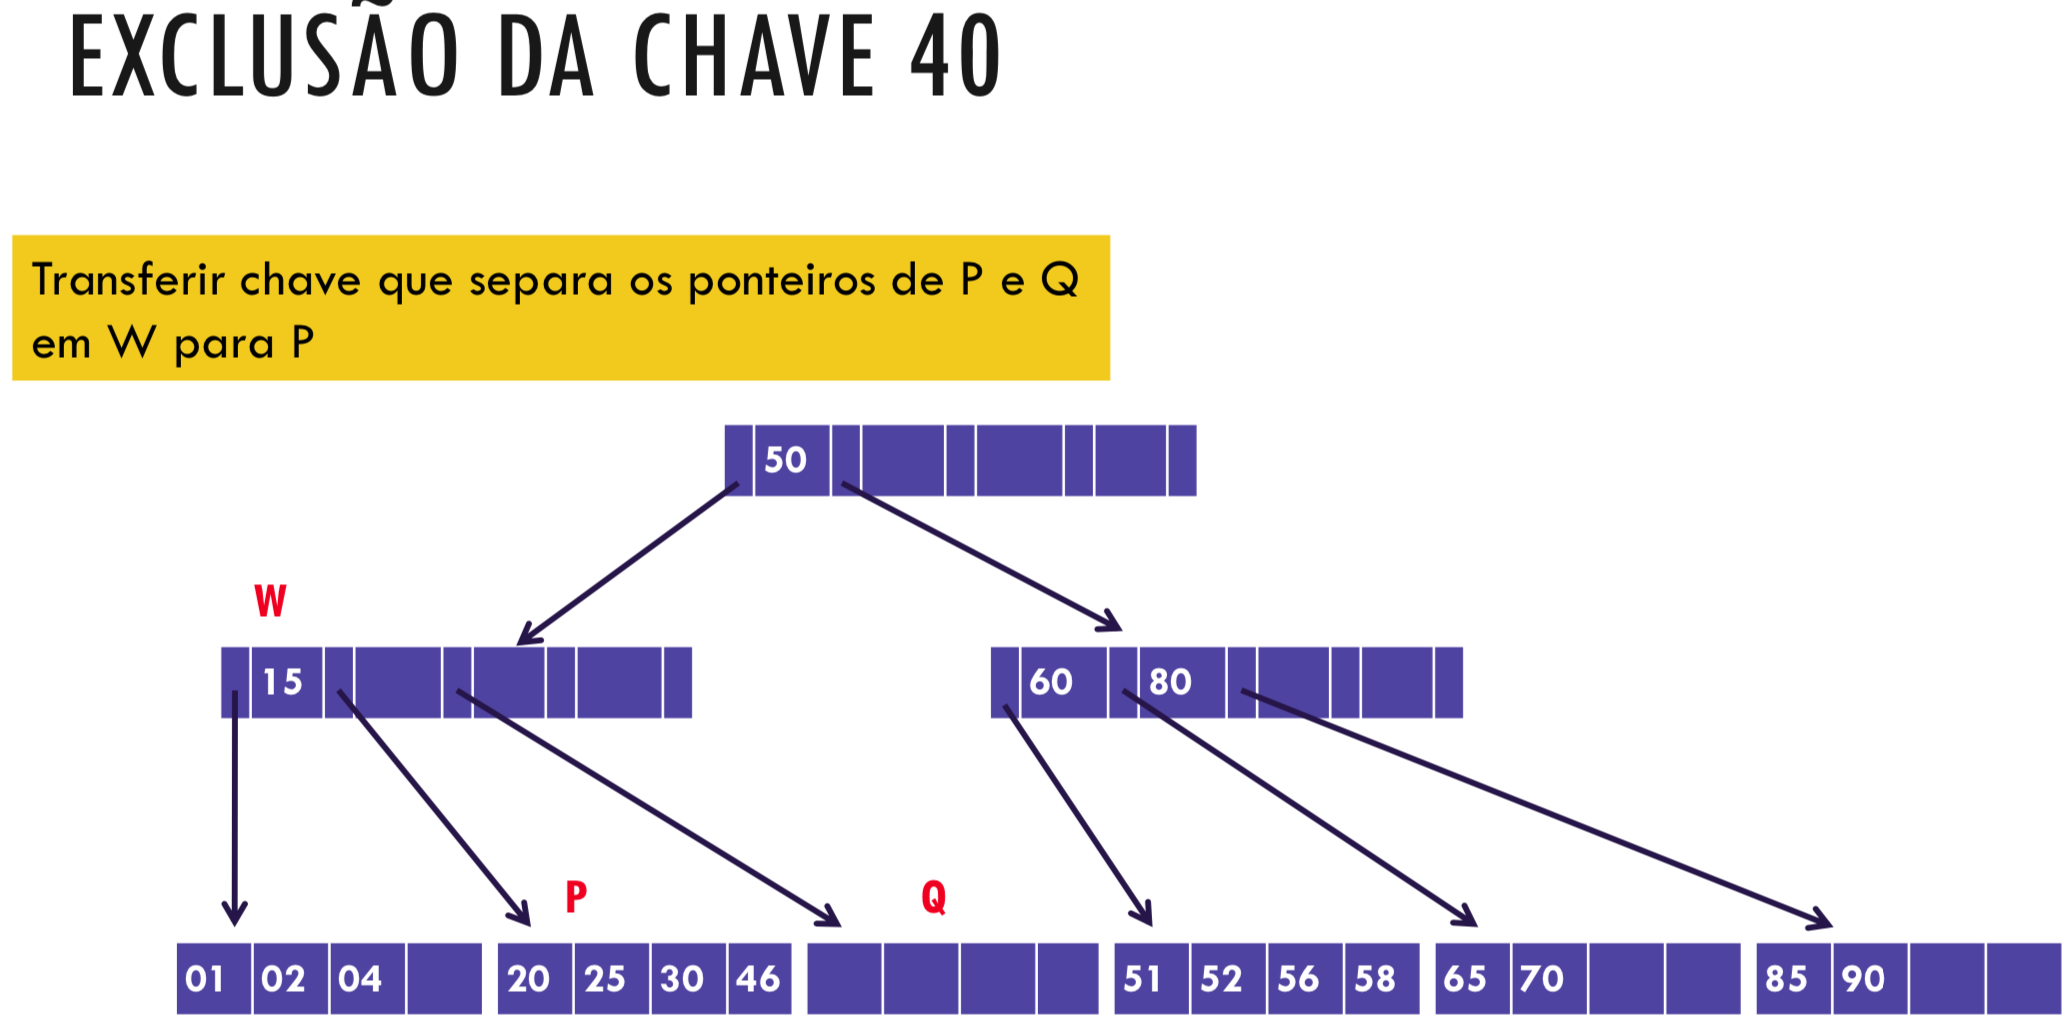 EXCLUSÃO DA CHAVE 40
Transferir chave que separa os ponteiros de P e Q
em W para P
50
W
15
60 80
P Q
01 02 04 20 25 30 46 51 52 56 58 65 70 85 90